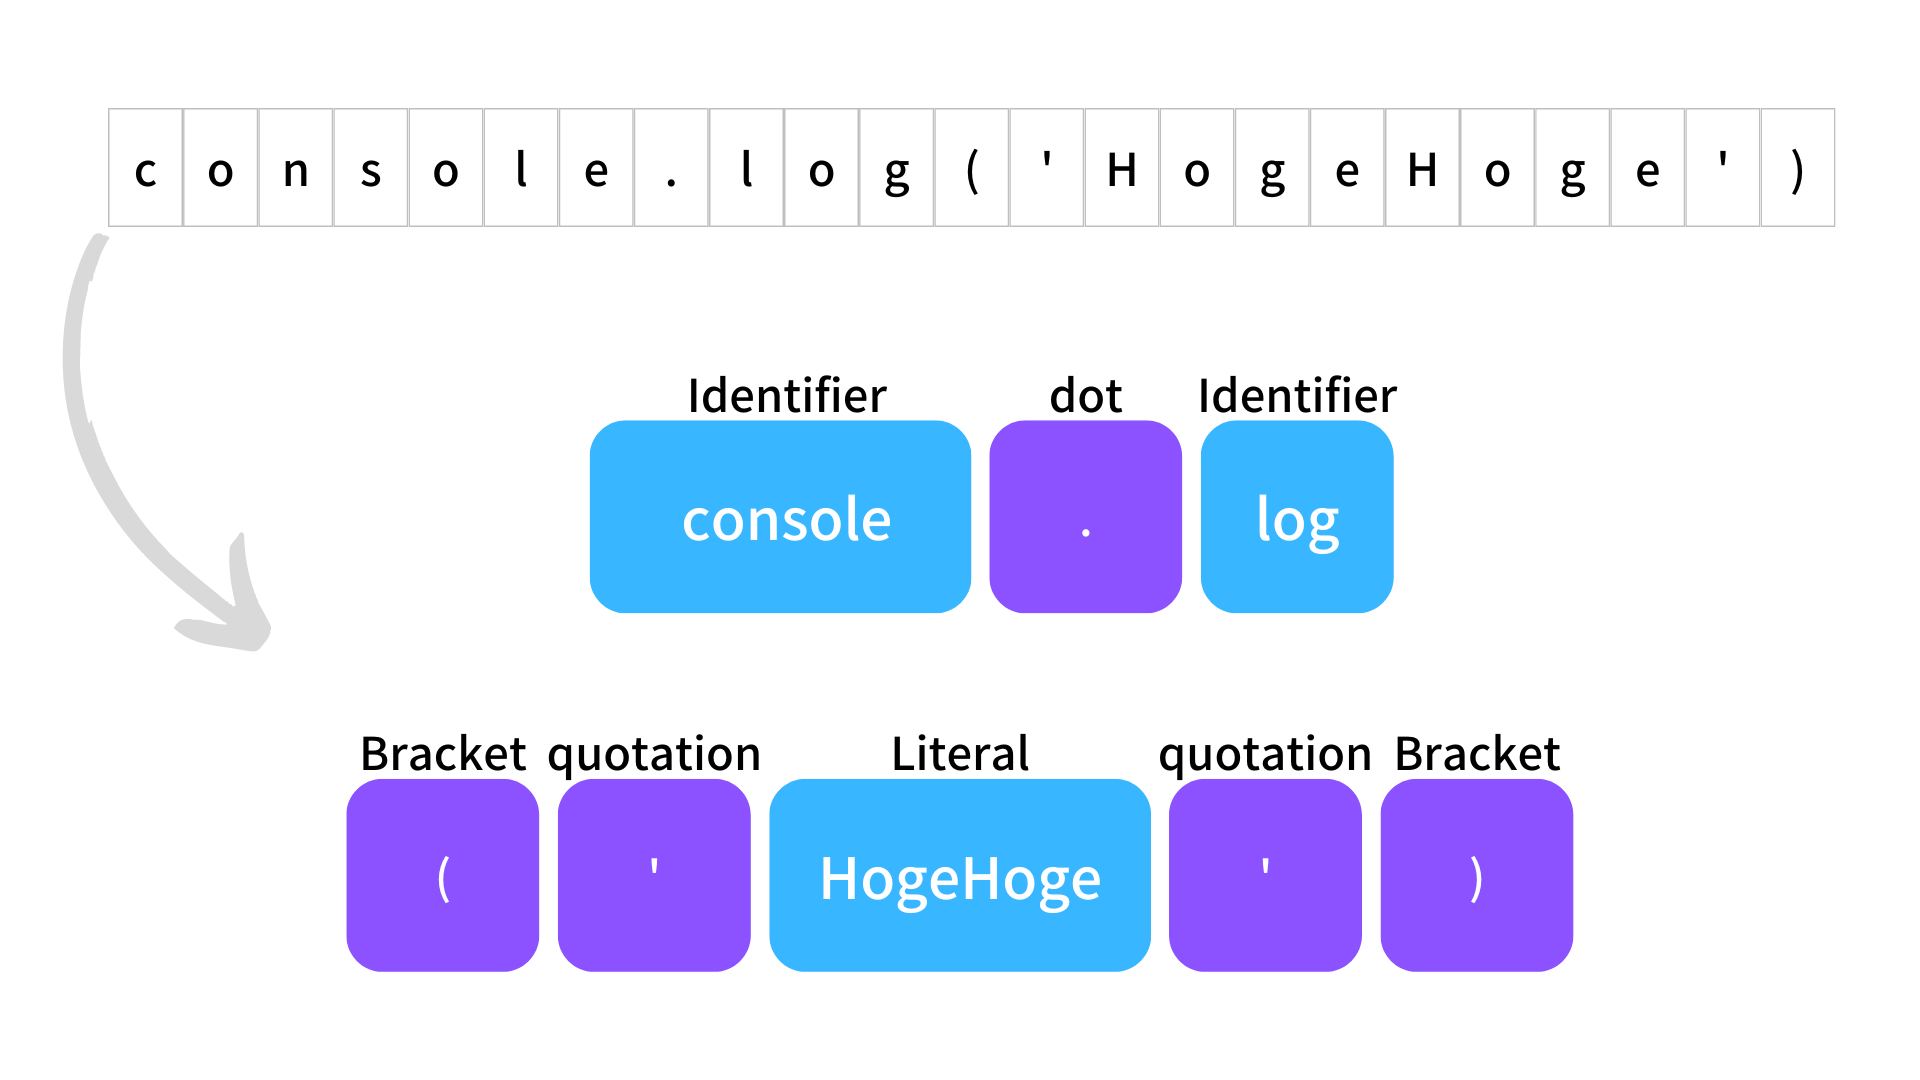 c o n s o l e . l o g ( ' H o g e H o g e ' )
Identifier dot Identifier
console . log
Bracket quotation Literal quotation Bracket
( ' HogeHoge ' )